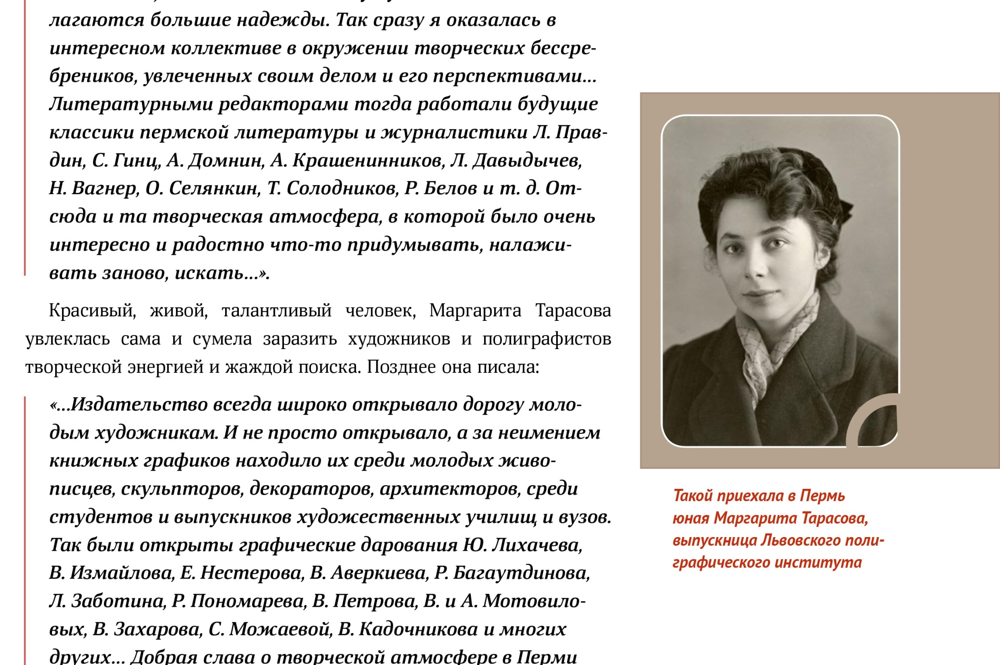 лагаются большие надежды. Так сразу я оказалась в
интересном коллективе в окружении творческих бессре-
бреников, увлеченных своим делом и его перспективами...
Литературными редакторами тогда работали будущие
классики пермской литературы и журналистики Л. Прав-
дин, С. Гинц, А. Домнин, А. Крашенинников, Л. Давыдычев,
Н. Вагнер, О. Селянкин, Т. Солодников, Р. Белов и т. д. От-
сюда и та творческая атмосфера, в которой было очень
интересно и радостно что-то придумывать, налажи-
вать заново, искать...».
Красивый, живой, талантливый человек, Маргарита Тарасова
увлеклась сама и сумела заразить художников и полиграфистов
творческой энергией и жаждой поиска. Позднее она писала:
«...Издательство всегда широко открывало дорогу моло-
дым художникам. И не просто открывало, а за неимением
книжных графиков находило их среди молодых живо-
писцев, скульпторов, декораторов, архитекторов, среди
студентов и выпускников художественных училищ и вузов.
Так были открыты графические дарования Ю. Лихачева,
В. Измайлова, Е. Нестерова, В. Аверкиева, Р. Багаутдинова,
Л. Заботина, Р. Пономарева, В. Петрова, В. и А. Мотовило-
вых, В. Захарова, С. Можаевой, В. Кадочникова и многих
других... Добрая слава о творческой атмосфере в Перми
Такой приехала в Пермь
юная Маргарита Тарасова,
выпускница Львовского поли-
графического института